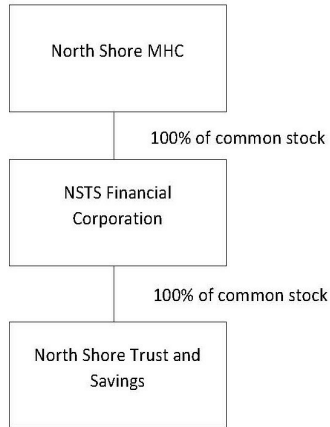 North Shore MHC
100% of common stock
NSTS Financial
Corporation
100% of common stock
North Shore Trust and
Savings